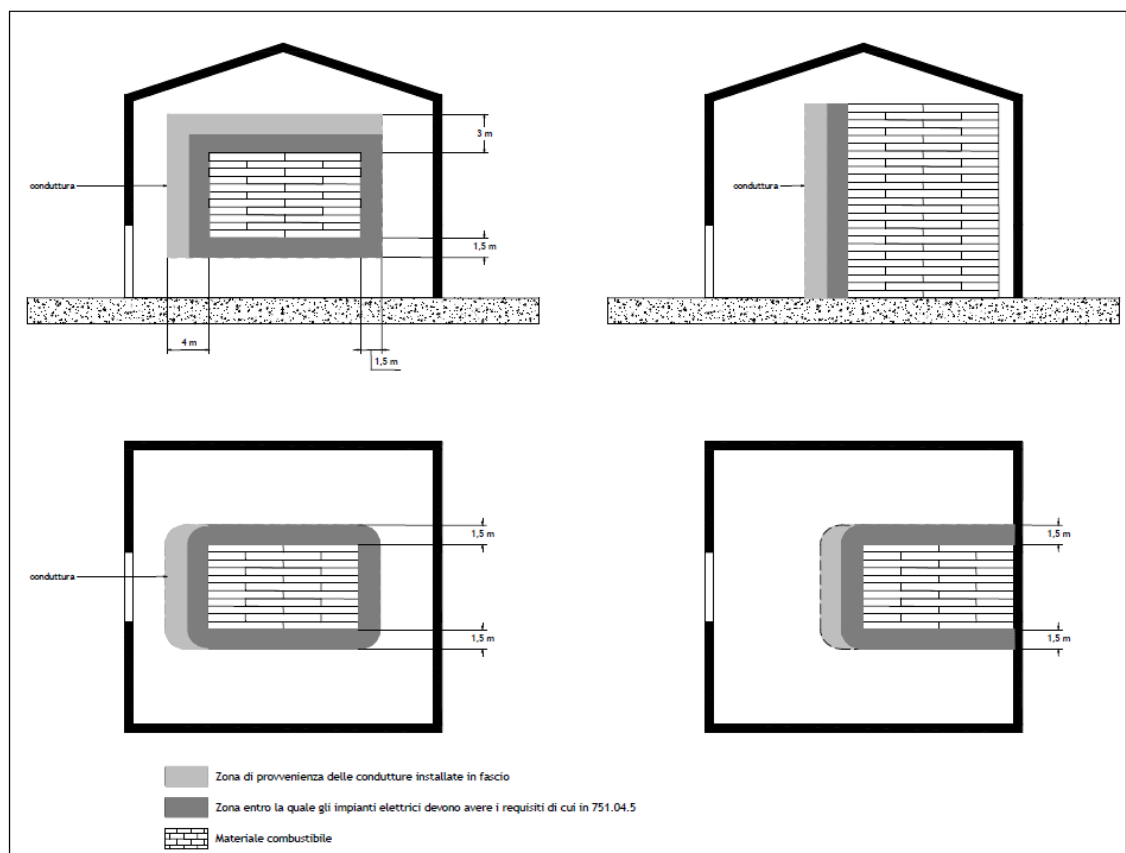 3 m
conduttura
conduttura
1,5 m
4 m
1,5 m
1,5 m
1,5 m
conduttura
1,5 m
1,5 m
Zona di provvenienza delle condutture installate in fascio
Zona entro la quale gli impianti elettrici devono avere i requisiti di cui in 751.04.5
Materiale combustibile